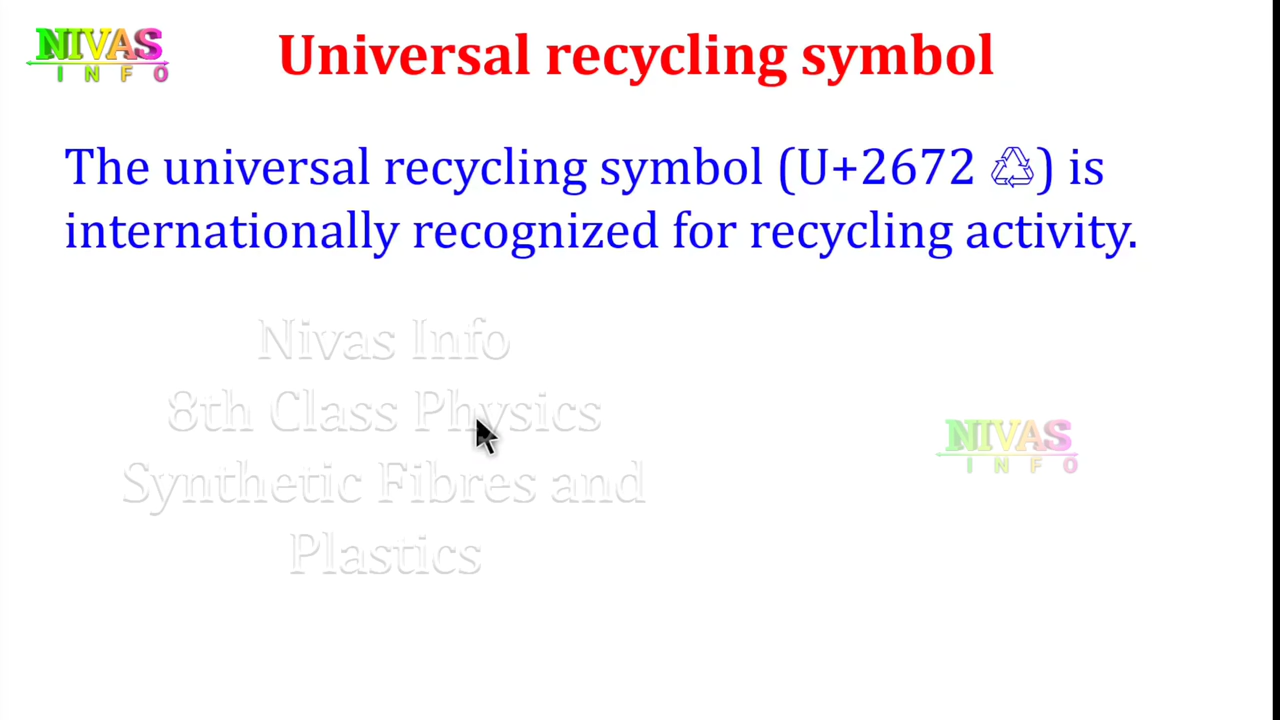 NIVAS
INFO
Universal recycling symbol
The universal recycling symbol (U+2672 ♲) is
internationally recognized for recycling activity.
Nivas Info
8th Class Physics
Synthetic Fibres and
Plastics
NIVAS
INFO